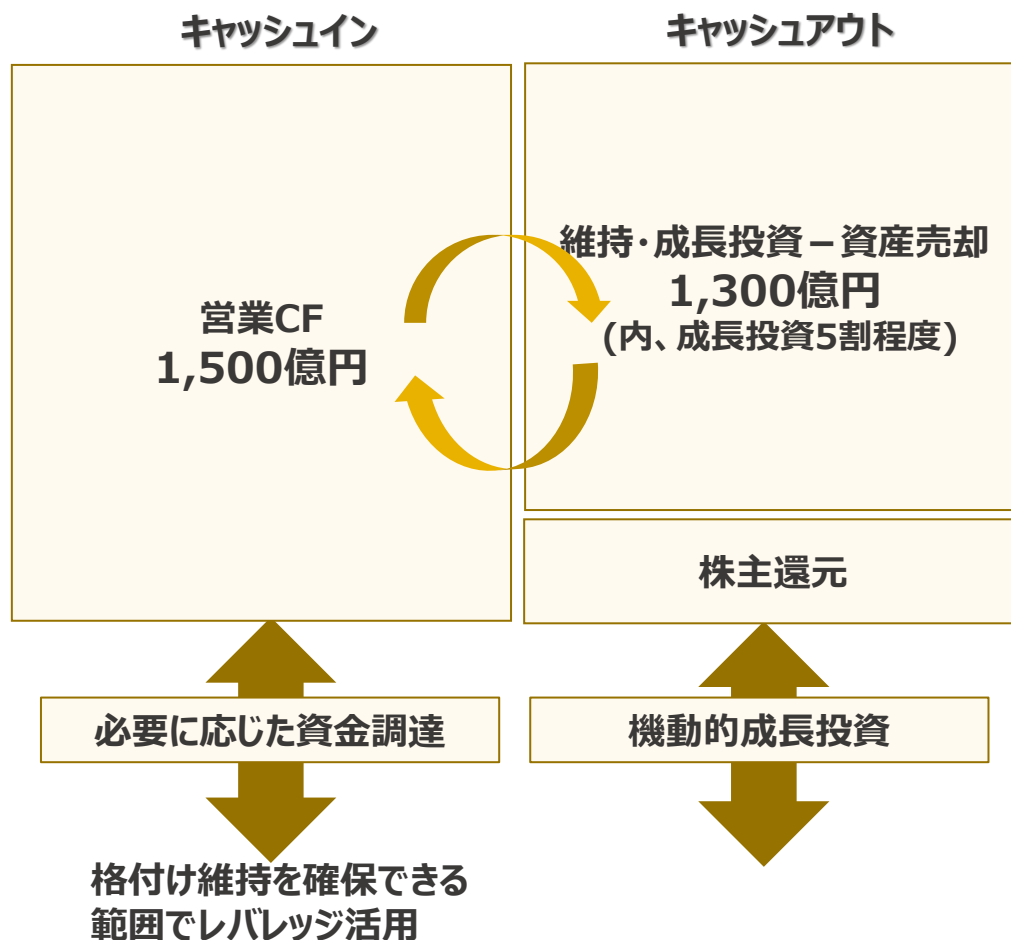 キャッシュイン
キャッシュアウト
営業CF
1,500億円
維持・成長投資－資産売却
1,300億円
(内、成長投資5割程度)
株主還元
必要に応じた資金調達
機動的成長投資
格付け維持を確保できる
範囲でレバレッジ活用